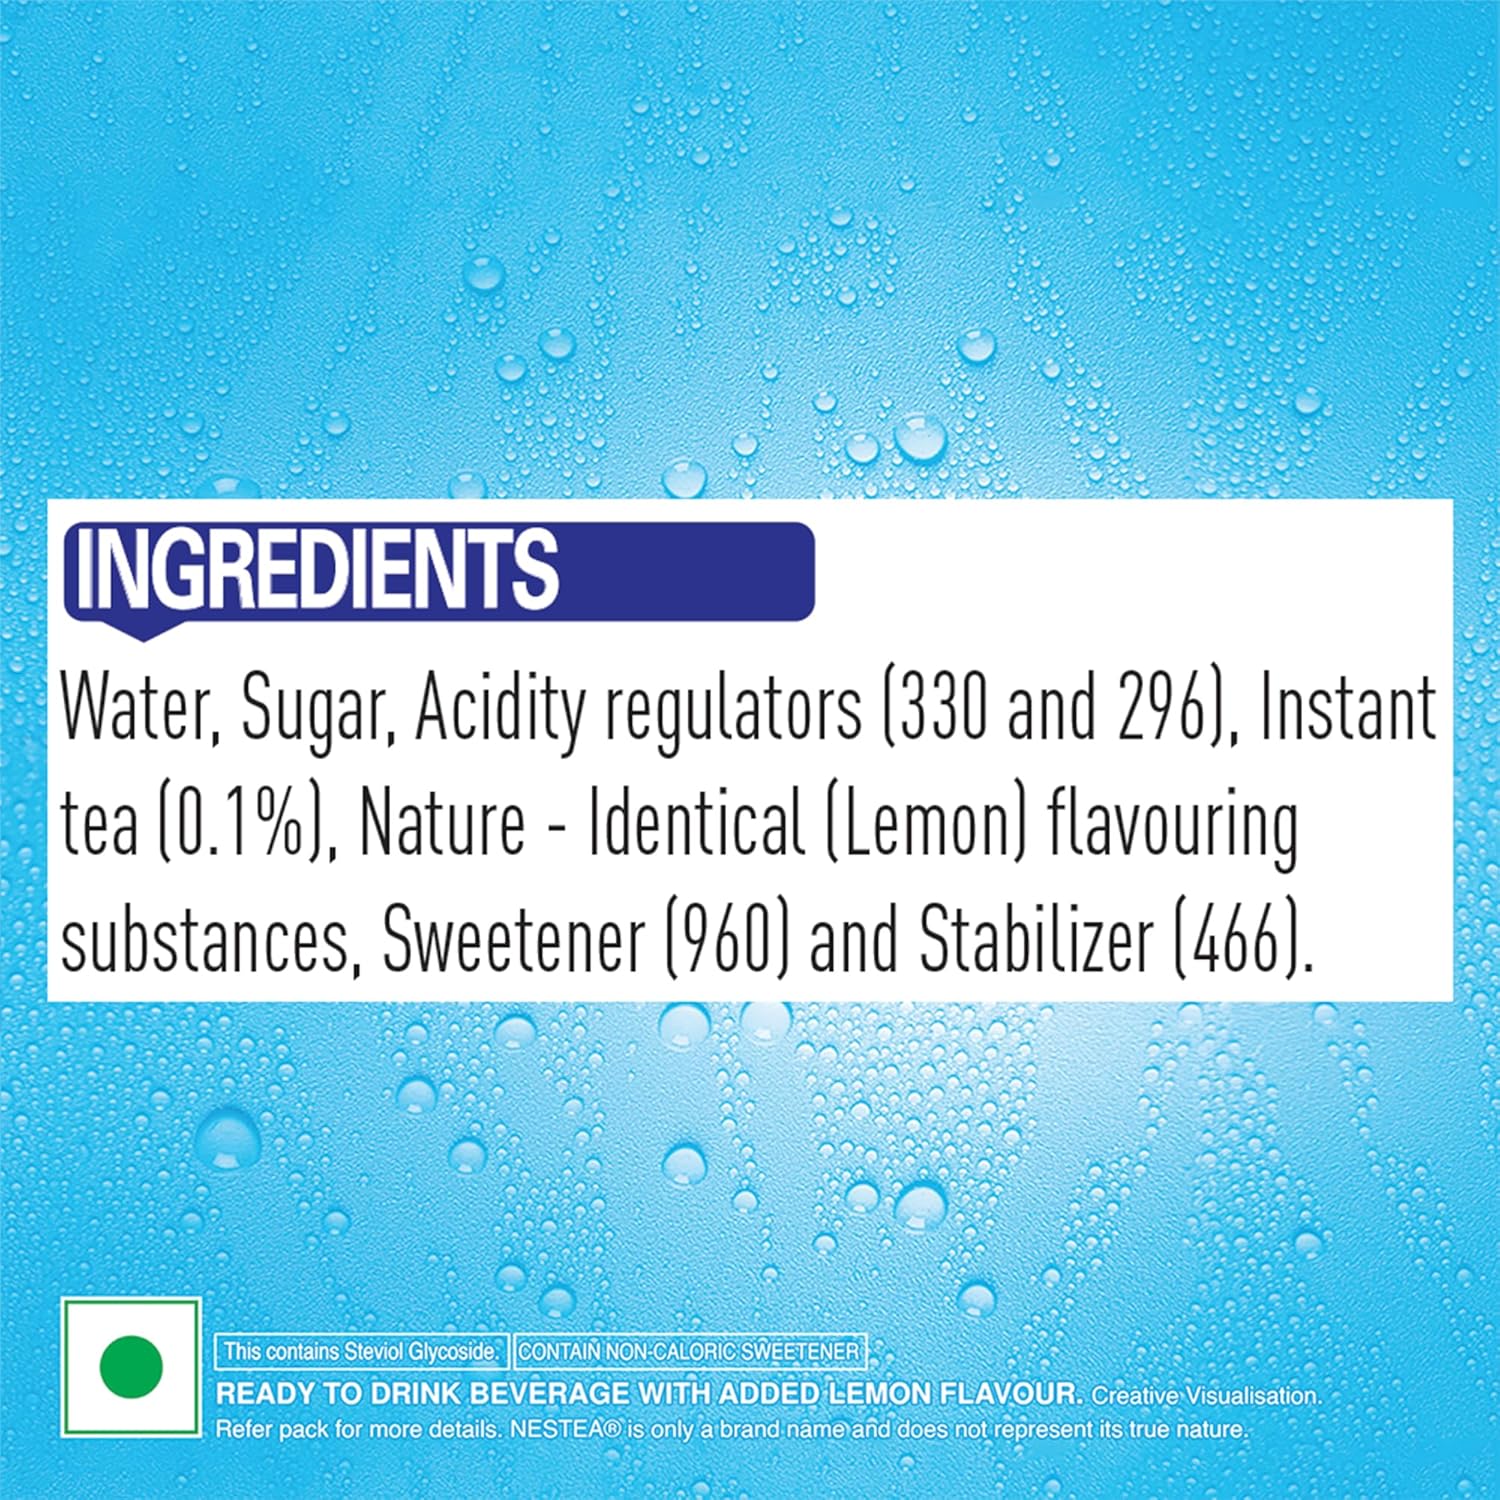 INGREDIENTS
Water, Sugar, Acidity regulators (330 and 296), Instant
tea (0.1%), Nature - Identical (Lemon) flavouring
substances, Sweetener (960) and Stabilizer (466).
This contains Steviol Glycoside. CONTAIN NON-CALORIC SWEETENER
READY TO DRINK BEVERAGE WITH ADDED LEMON FLAVOUR. Creative Visualisation.
Refer pack for more details. NESTEA® is only a brand name and does not represent its true nature.